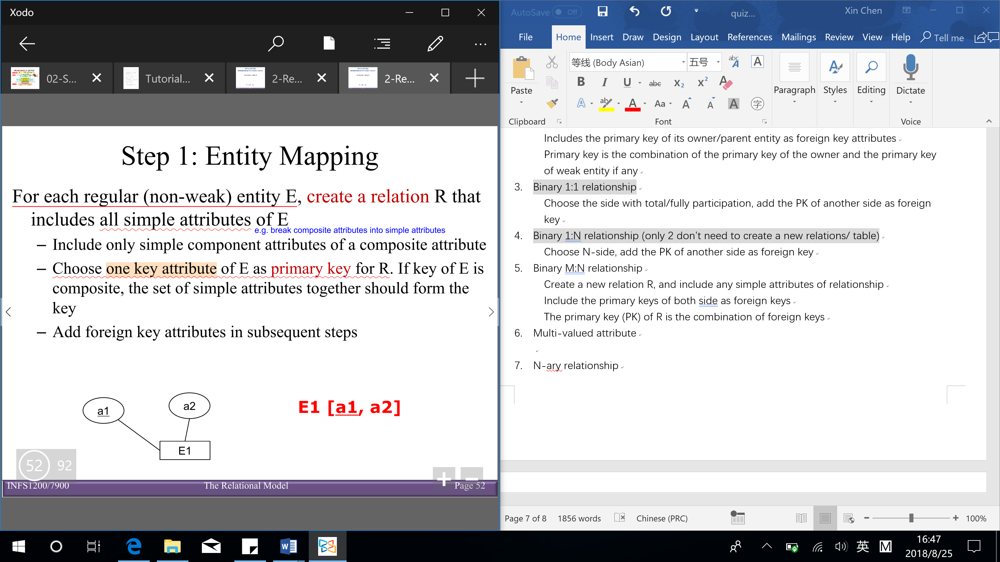 Xodo
02-S...
Tutorial...
2-Re...
2-Re...
Step 1: Entity Mapping
For each regular (non-weak) entity E, create a relation R that
includes all simple attributes of E
e.g. break composite attributes into simple attributes
– Include only simple component attributes of a composite attribute
– Choose one key attribute of E as primary key for R. If key of E is
composite, the set of simple attributes together should form the
key
– Add foreign key attributes in subsequent steps
a1
a2
E1
E1 [a1, a2]
52 92
INFS1200/7900 The Relational Model Page 52
AutoSave Off quiz... Xin Chen
File Home Insert Draw Design Layout References Mailings Review View Help Tell me
Paste
Clipboard
等线 (Body Asian) 五号
abc A A
B I U abc X₂ X² A
A ab A Aa A A A 字
Font
Paragraph
Styles
Editing
Dictate
Voice
Includes the primary key of its owner/parent entity as foreign key attributes
Primary key is the combination of the primary key of the owner and the primary key
of weak entity if any
3. Binary 1:1 relationship
Choose the side with total/fully participation, add the PK of another side as foreign
key
4. Binary 1:N relationship (only 2 don’t need to create a new relations/ table)
Choose N-side, add the PK of another side as foreign key
5. Binary M:N relationship
Create a new relation R, and include any simple attributes of relationship
Include the primary keys of both side as foreign keys
The primary key (PK) of R is the combination of foreign keys
6. Multi-valued attribute
7. N-ary relationship
Page 7 of 8 1856 words Chinese (PRC) 100%
英 M
16:47
2018/8/25